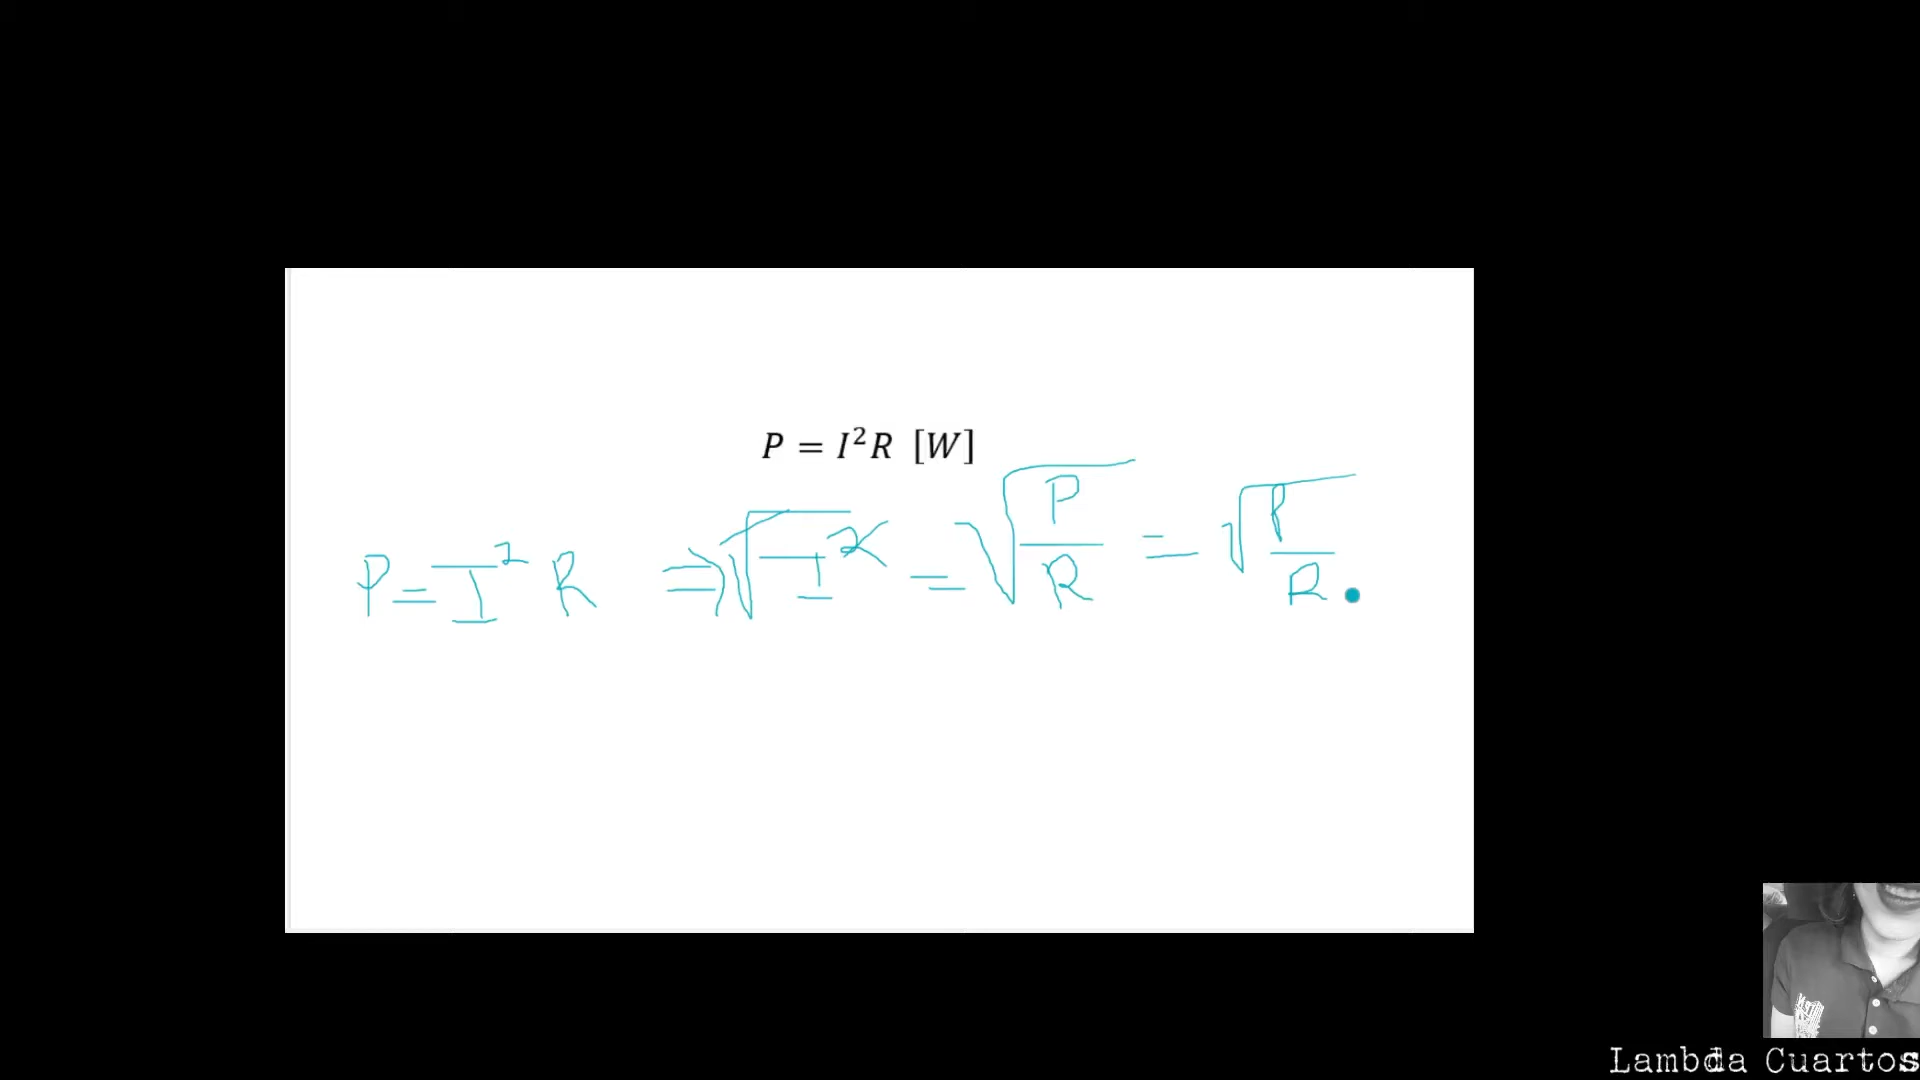 P = I²R [W]
P = I² R ⇒ √I² = √P/R = √P/R.
Lambda Cuartos